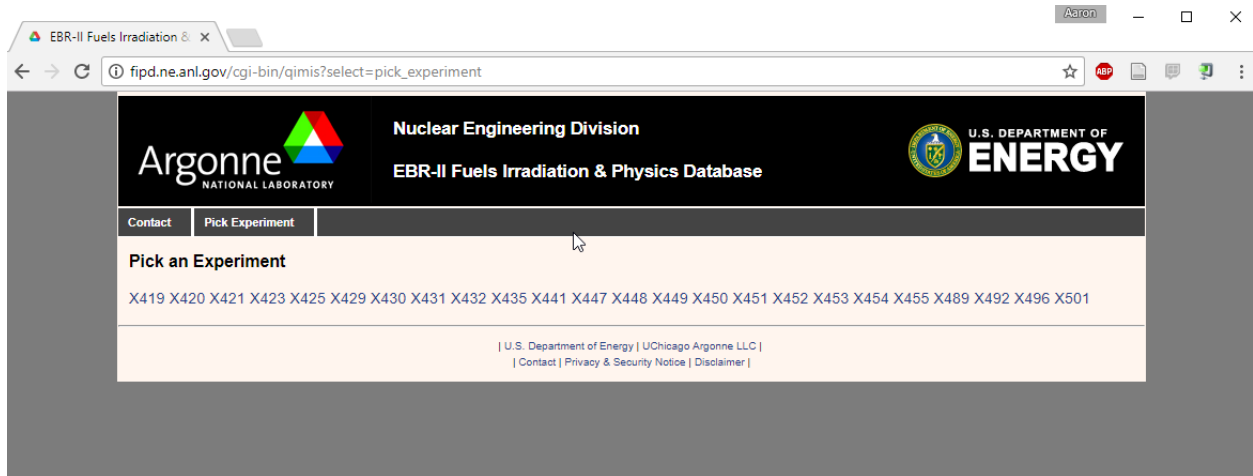 Aaron
EBR-II Fuels Irradiation &
fipd.ne.anl.gov/cgi-bin/qimis?select=pick_experiment
ABP
Argonne
NATIONAL LABORATORY
Nuclear Engineering Division
EBR-II Fuels Irradiation & Physics Database
U.S. DEPARTMENT OF
ENERGY
Contact Pick Experiment
Pick an Experiment
X419 X420 X421 X423 X425 X429 X430 X431 X432 X435 X441 X447 X448 X449 X450 X451 X452 X453 X454 X455 X489 X492 X496 X501
| U.S. Department of Energy | UChicago Argonne LLC |
| Contact | Privacy & Security Notice | Disclaimer |